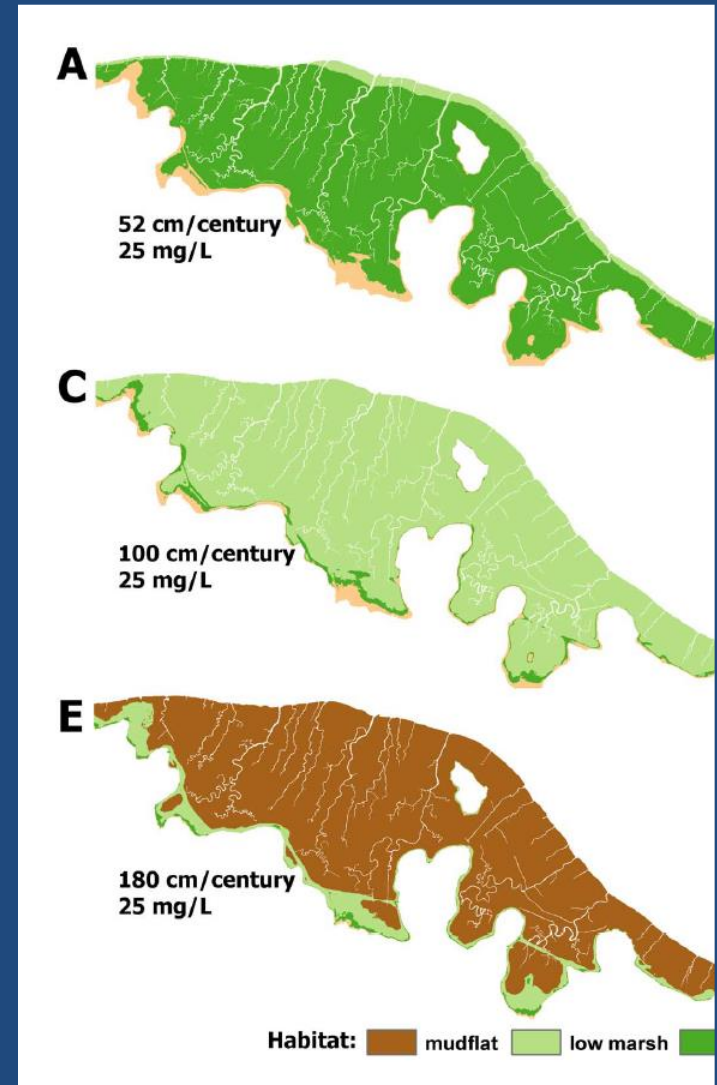 A
52 cm/century
25 mg/L
C
100 cm/century
25 mg/L
E
180 cm/century
25 mg/L
Habitat: mudflat low marsh